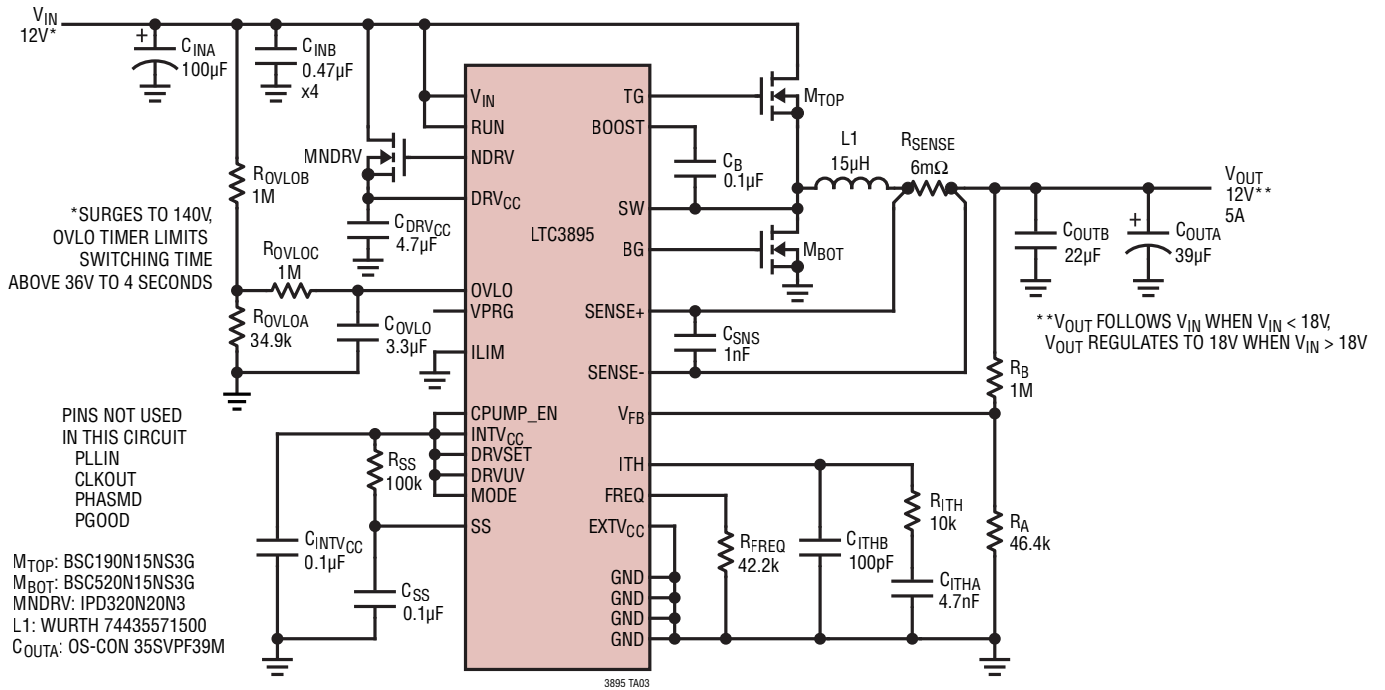 VIN
12V*
+
CINA
100µF
CINB
0.47µF
x4
MNDRV
ROVLOB
1M
*SURGES TO 140V,
OVLO TIMER LIMITS
SWITCHING TIME
ABOVE 36V TO 4 SECONDS
ROVLOC
1M
CDRVCC
4.7µF
ROVLOA
34.9k
COVLO
3.3µF
VIN
RUN
NDRV
DRVCC
OVLO
VPRG
ILIM
CPUMP_EN
INTVCC
DRVSET
DRVUV
MODE
SS
LTC3895
TG
BOOST
SW
BG
SENSE+
SENSE-
VFB
ITH
FREQ
EXTVCC
GND
GND
GND
GND
MTOP
CB
0.1µF
MBOT
L1
15µH
RSENSE
6mΩ
VOUT
12V**
5A
COUTB
22µF
+
COUTA
39µF
CSNS
1nF
**VOUT FOLLOWS VIN WHEN VIN < 18V,
VOUT REGULATES TO 18V WHEN VIN > 18V
RB
1M
RA
46.4k
RITH
10k
CITHA
4.7nF
CITHB
100pF
RFREQ
42.2k
PINS NOT USED
IN THIS CIRCUIT
PLLIN
CLKOUT
PHASMD
PGOOD
RSS
100k
CINTVCC
0.1µF
CSS
0.1µF
MTOP: BSC190N15NS3G
MBOT: BSC520N15NS3G
MNDRV: IPD320N20N3
L1: WURTH 74435571500
COUTA: OS-CON 35SVPF39M
3895 TA03